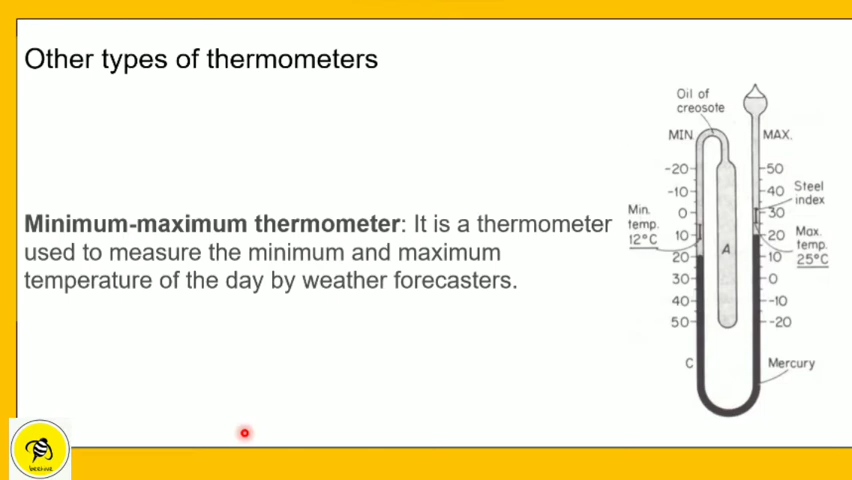 Other types of thermometers
Minimum-maximum thermometer: It is a thermometer
used to measure the minimum and maximum
temperature of the day by weather forecasters.
Oil of
creosote
MIN.
MAX.
-20
-10
0
10
20
30
40
50
C
Min.
temp.
12°C
A
50
40
30
20
10
0
-10
-20
Steel
index
Max.
temp.
25°C
Mercury